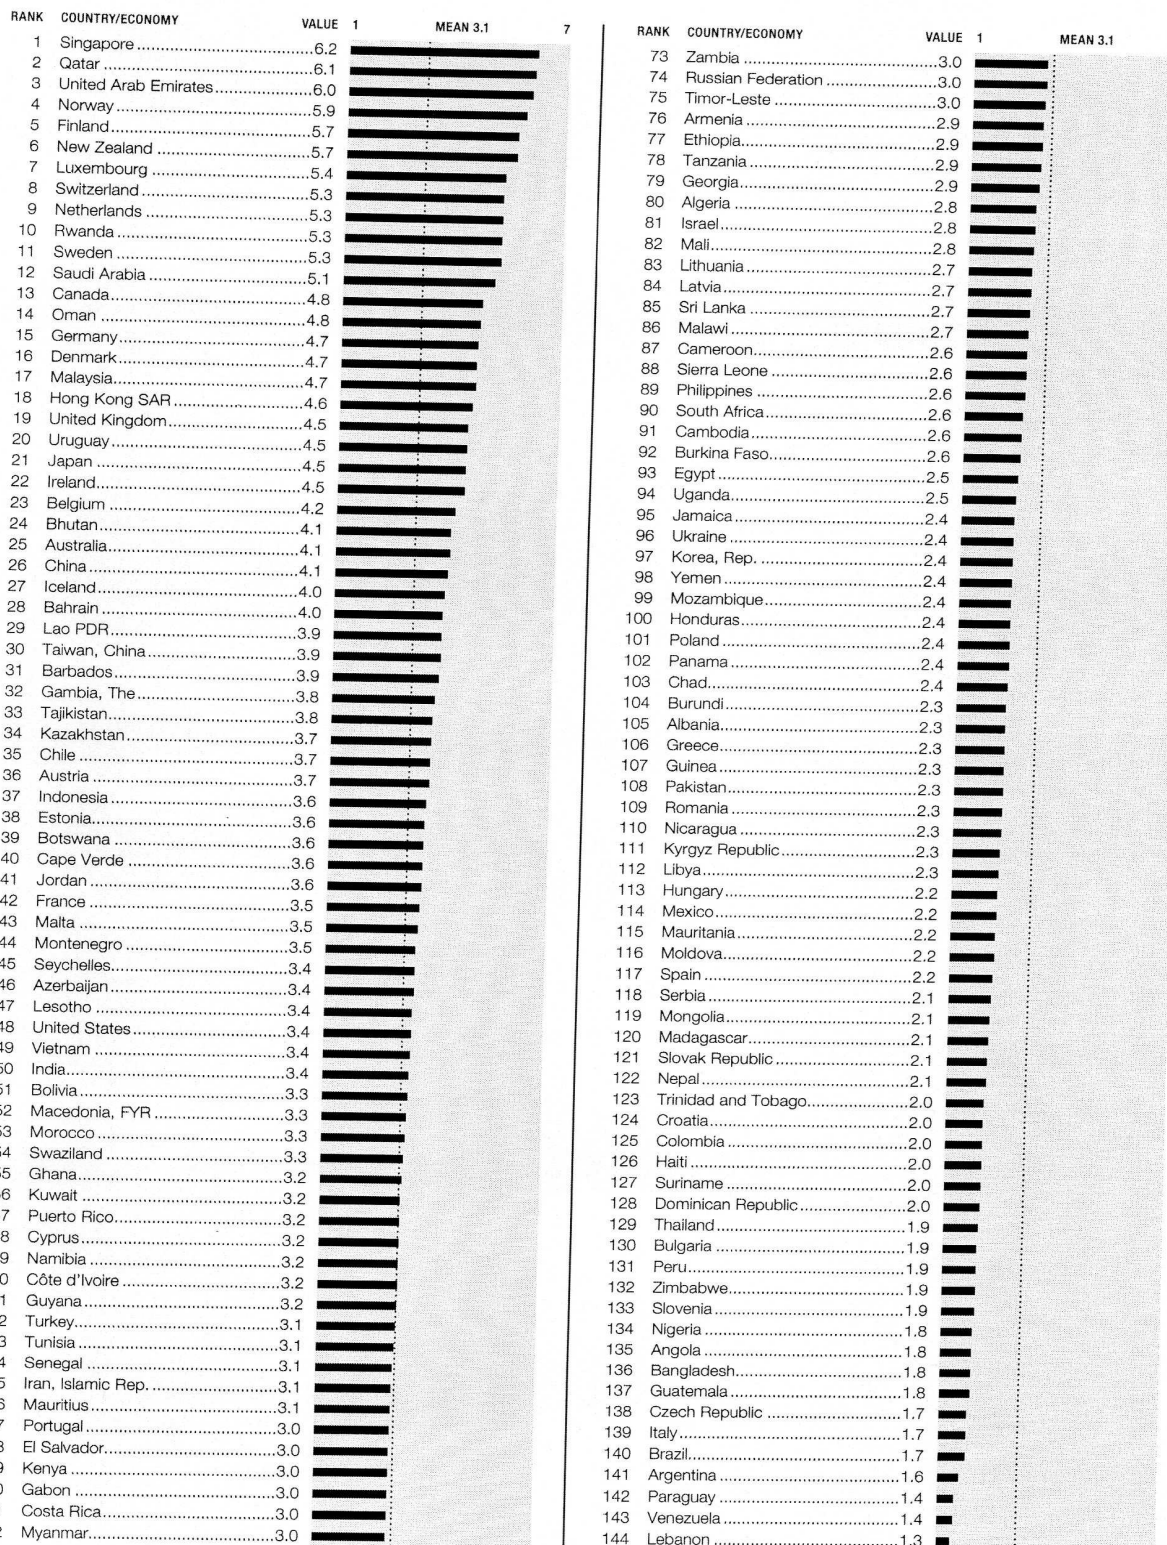 RANK COUNTRY/ECONOMY VALUE 1 MEAN 3.1 7
1 Singapore 6.2
2 Qatar 6.1
3 United Arab Emirates 6.0
4 Norway 5.9
5 Finland 5.7
6 New Zealand 5.7
7 Luxembourg 5.4
8 Switzerland 5.3
9 Netherlands 5.3
10 Rwanda 5.3
11 Sweden 5.3
12 Saudi Arabia 5.1
13 Canada 4.8
14 Oman 4.8
15 Germany 4.7
16 Denmark 4.7
17 Malaysia 4.7
18 Hong Kong SAR 4.6
19 United Kingdom 4.5
20 Uruguay 4.5
21 Japan 4.5
22 Ireland 4.5
23 Belgium 4.2
24 Bhutan 4.1
25 Australia 4.1
26 China 4.1
27 Iceland 4.0
28 Bahrain 4.0
29 Lao PDR 3.9
30 Taiwan, China 3.9
31 Barbados 3.9
32 Gambia, The 3.8
33 Tajikistan 3.8
34 Kazakhstan 3.7
35 Chile 3.7
36 Austria 3.7
37 Indonesia 3.6
38 Estonia 3.6
39 Botswana 3.6
40 Cape Verde 3.6
41 Jordan 3.6
42 France 3.5
43 Malta 3.5
44 Montenegro 3.5
45 Seychelles 3.4
46 Azerbaijan 3.4
47 Lesotho 3.4
48 United States 3.4
49 Vietnam 3.4
50 India 3.4
51 Bolivia 3.3
52 Macedonia, FYR 3.3
53 Morocco 3.3
54 Swaziland 3.3
55 Ghana 3.2
6 Kuwait 3.2
7 Puerto Rico 3.2
8 Cyprus 3.2
9 Namibia 3.2
0 Côte d'Ivoire 3.2
1 Guyana 3.2
2 Turkey 3.1
3 Tunisia 3.1
4 Senegal 3.1
5 Iran, Islamic Rep. 3.1
6 Mauritius 3.1
7 Portugal 3.0
8 El Salvador 3.0
9 Kenya 3.0
0 Gabon 3.0
Costa Rica 3.0
2 Myanmar 3.0
RANK COUNTRY/ECONOMY VALUE 1 MEAN 3.1
73 Zambia 3.0
74 Russian Federation 3.0
75 Timor-Leste 3.0
76 Armenia 2.9
77 Ethiopia 2.9
78 Tanzania 2.9
79 Georgia 2.9
80 Algeria 2.8
81 Israel 2.8
82 Mali 2.8
83 Lithuania 2.7
84 Latvia 2.7
85 Sri Lanka 2.7
86 Malawi 2.7
87 Cameroon 2.6
88 Sierra Leone 2.6
89 Philippines 2.6
90 South Africa 2.6
91 Cambodia 2.6
92 Burkina Faso 2.6
93 Egypt 2.5
94 Uganda 2.5
95 Jamaica 2.4
96 Ukraine 2.4
97 Korea, Rep. 2.4
98 Yemen 2.4
99 Mozambique 2.4
100 Honduras 2.4
101 Poland 2.4
102 Panama 2.4
103 Chad 2.4
104 Burundi 2.3
105 Albania 2.3
106 Greece 2.3
107 Guinea 2.3
108 Pakistan 2.3
109 Romania 2.3
110 Nicaragua 2.3
111 Kyrgyz Republic 2.3
112 Libya 2.3
113 Hungary 2.2
114 Mexico 2.2
115 Mauritania 2.2
116 Moldova 2.2
117 Spain 2.2
118 Serbia 2.1
119 Mongolia 2.1
120 Madagascar 2.1
121 Slovak Republic 2.1
122 Nepal 2.1
123 Trinidad and Tobago 2.0
124 Croatia 2.0
125 Colombia 2.0
126 Haiti 2.0
127 Suriname 2.0
128 Dominican Republic 2.0
129 Thailand 1.9
130 Bulgaria 1.9
131 Peru 1.9
132 Zimbabwe 1.9
133 Slovenia 1.9
134 Nigeria 1.8
135 Angola 1.8
136 Bangladesh 1.8
137 Guatemala 1.8
138 Czech Republic 1.7
139 Italy 1.7
140 Brazil 1.7
141 Argentina 1.6
142 Paraguay 1.4
143 Venezuela 1.4
144 Lebanon 1.3